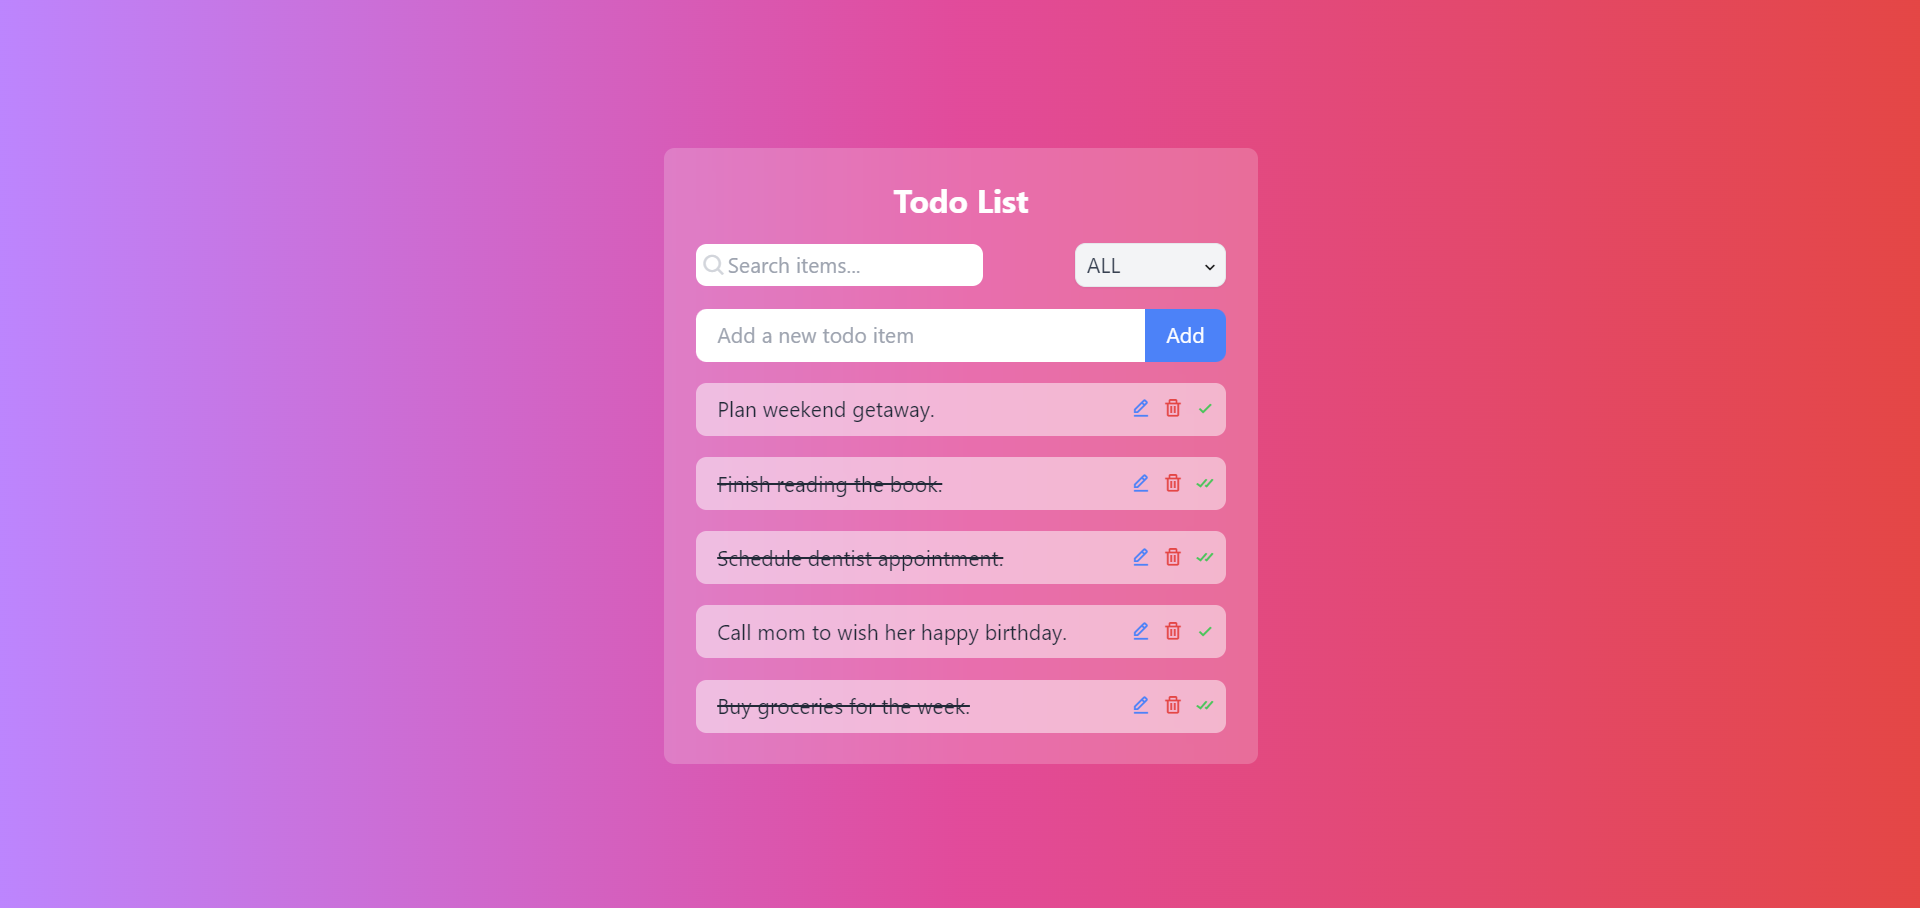 Todo List
Search items...
ALL
Add a new todo item
Add
Plan weekend getaway.
Finish reading the book.
Schedule dentist appointment.
Call mom to wish her happy birthday.
Buy groceries for the week.